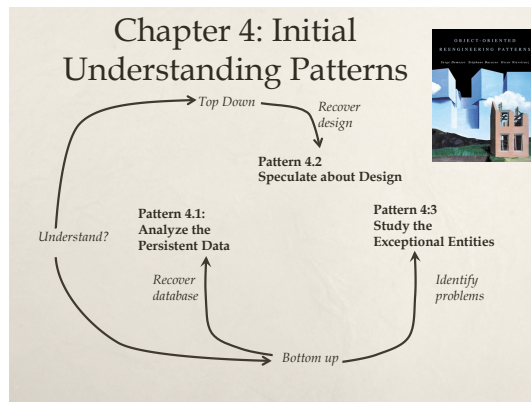 Chapter 4: Initial
Understanding Patterns
OBJECT-ORIENTED
REENGINEERING PATTERNS
Top Down
Recover
design
Pattern 4.2
Speculate about Design
Pattern 4.1:
Analyze the
Persistent Data
Pattern 4:3
Study the
Exceptional Entities
Understand?
Recover
database
Identify
problems
Bottom up